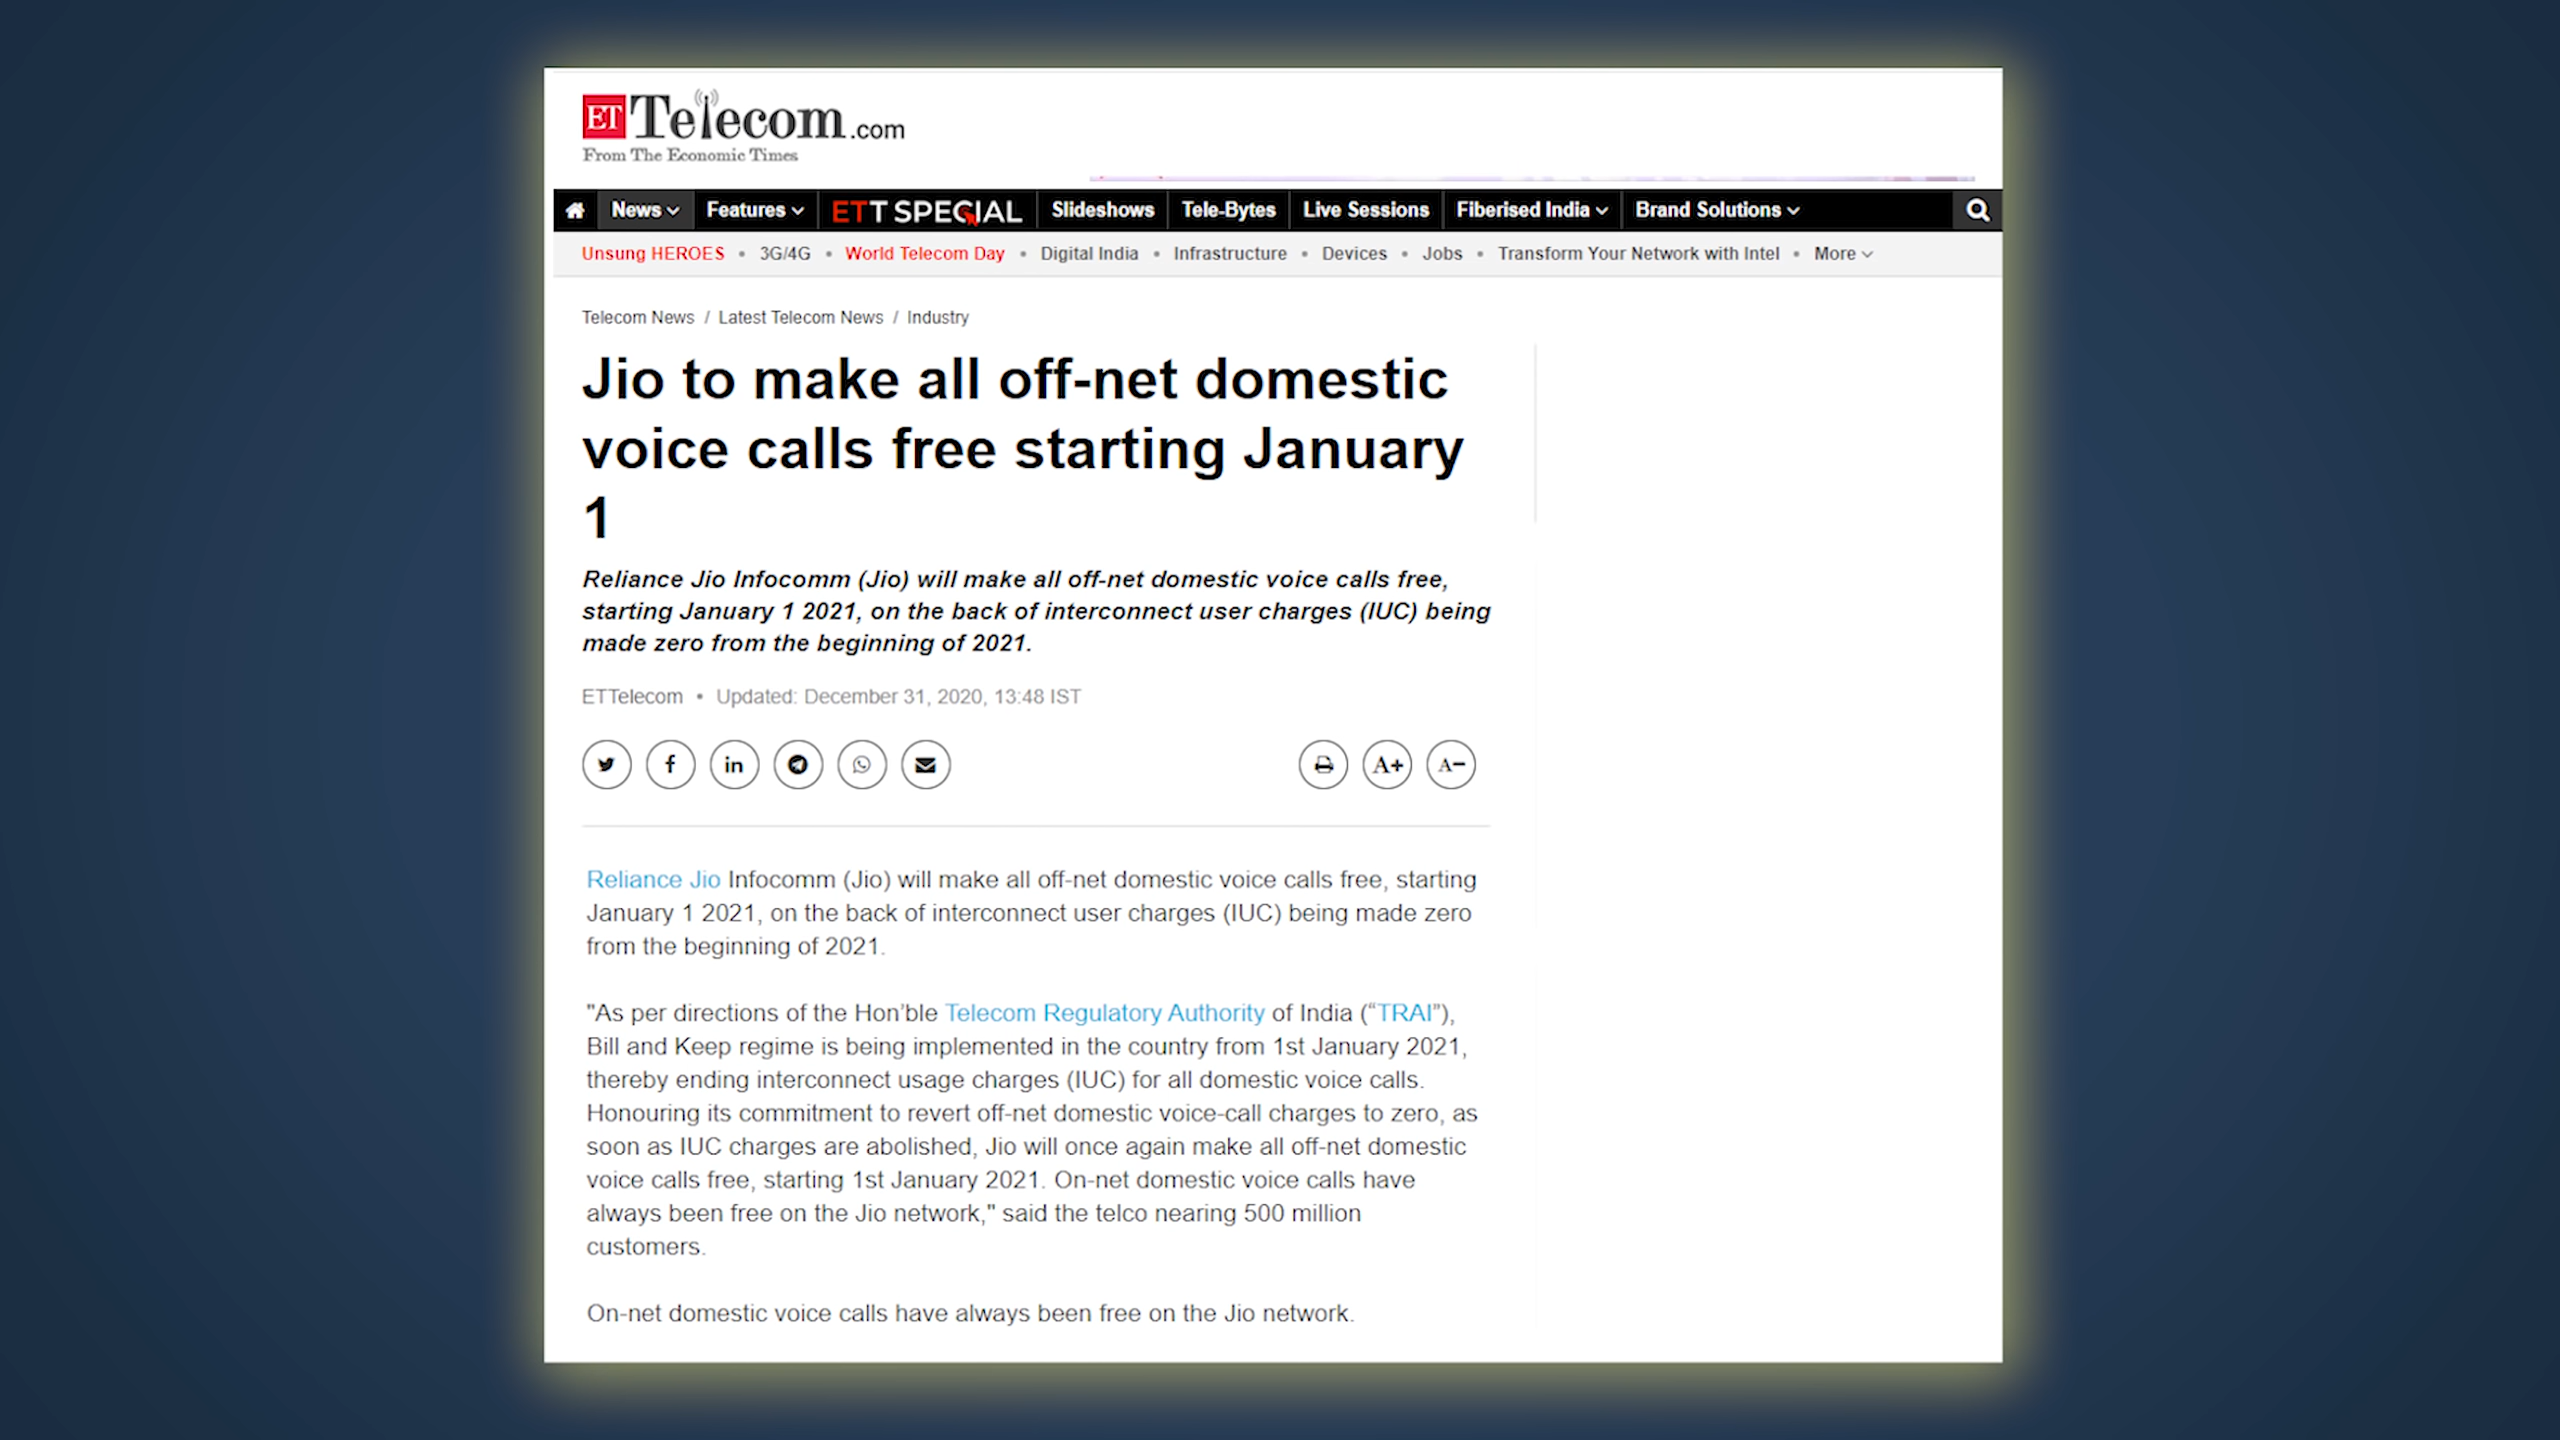 ET Telecom.com
From The Economic Times
News Features ETT SPECIAL Slideshows Tele-Bytes Live Sessions Fiberised India Brand Solutions
Unsung HEROES • 3G/4G • World Telecom Day • Digital India • Infrastructure • Devices • Jobs • Transform Your Network with Intel • More
Telecom News / Latest Telecom News / Industry
Jio to make all off-net domestic
voice calls free starting January
1
Reliance Jio Infocomm (Jio) will make all off-net domestic voice calls free,
starting January 1 2021, on the back of interconnect user charges (IUC) being
made zero from the beginning of 2021.
ETTelecom • Updated: December 31, 2020, 13:48 IST
A+ A−
Reliance Jio Infocomm (Jio) will make all off-net domestic voice calls free, starting
January 1 2021, on the back of interconnect user charges (IUC) being made zero
from the beginning of 2021.
"As per directions of the Hon'ble Telecom Regulatory Authority of India (“TRAI”),
Bill and Keep regime is being implemented in the country from 1st January 2021,
thereby ending interconnect usage charges (IUC) for all domestic voice calls.
Honouring its commitment to revert off-net domestic voice-call charges to zero, as
soon as IUC charges are abolished, Jio will once again make all off-net domestic
voice calls free, starting 1st January 2021. On-net domestic voice calls have
always been free on the Jio network," said the telco nearing 500 million
customers.
On-net domestic voice calls have always been free on the Jio network.